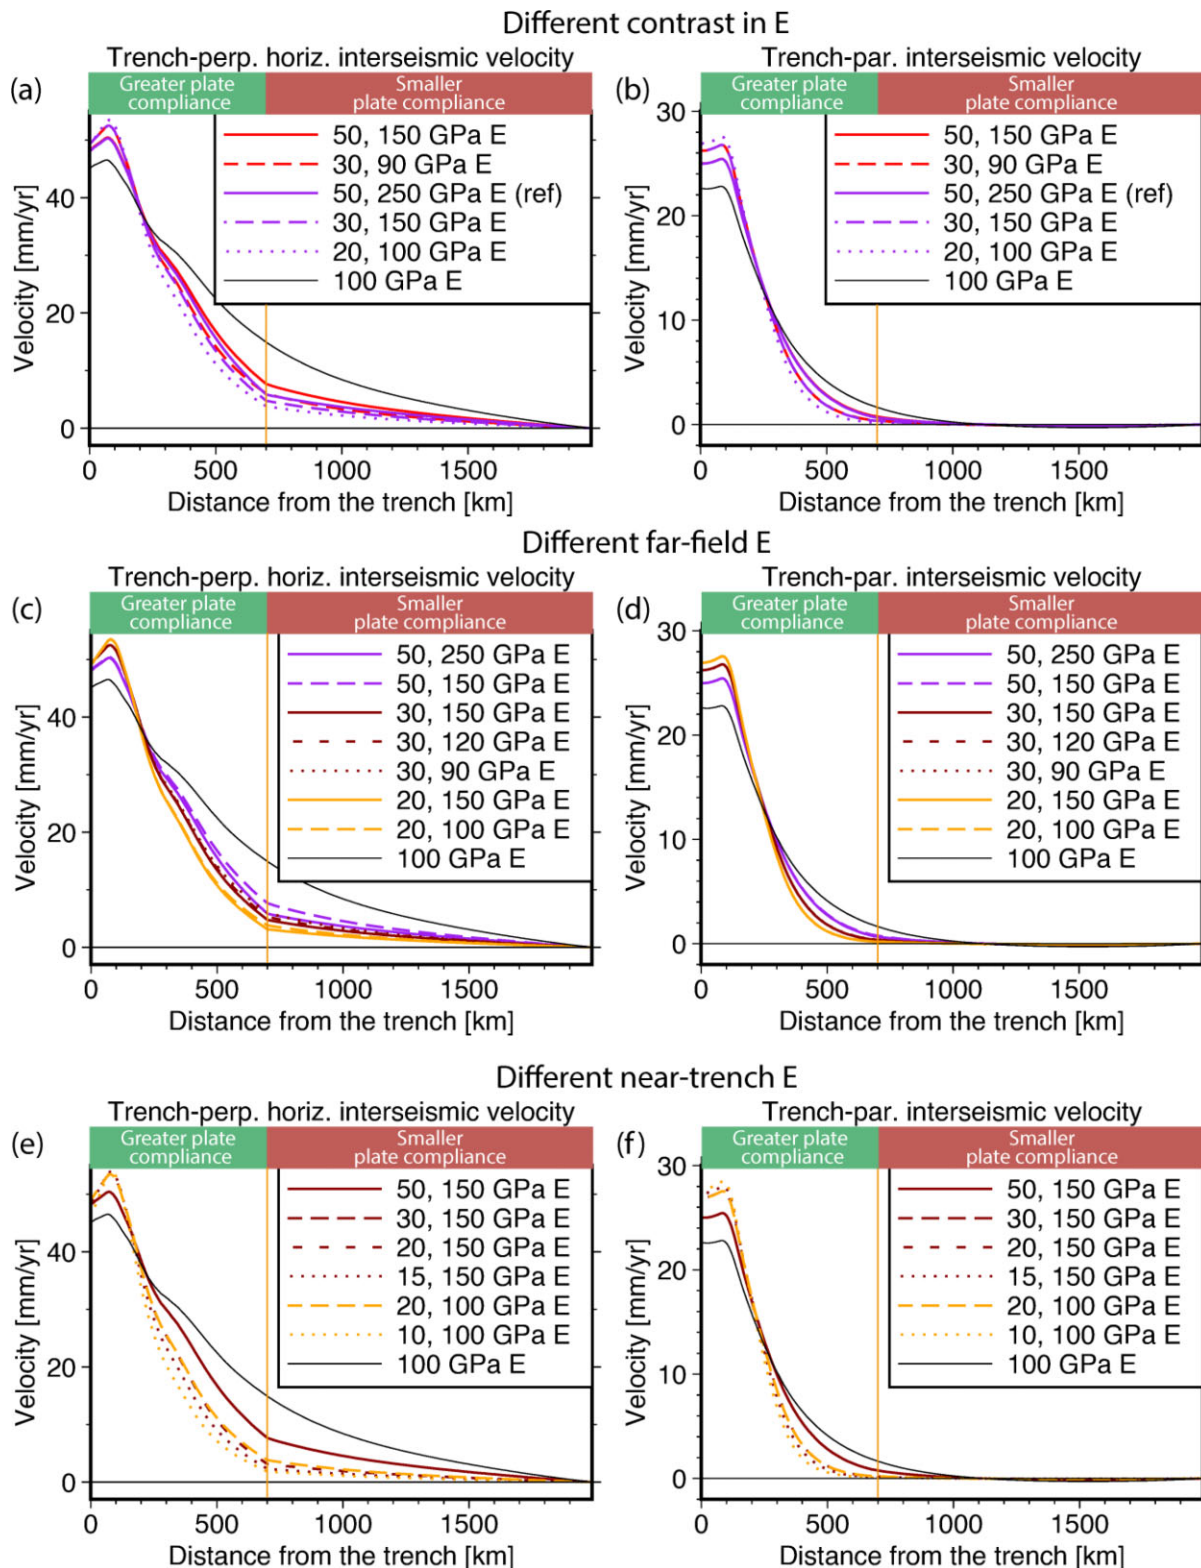 Different contrast in E
Trench-perp. horiz. interseismic velocity
Trench-par. interseismic velocity
(a)
Greater plate
compliance
Smaller
plate compliance
50, 150 GPa E
30, 90 GPa E
50, 250 GPa E (ref)
30, 150 GPa E
20, 100 GPa E
100 GPa E
Velocity [mm/yr]
40
20
0
0
500
1000
1500
Distance from the trench [km]
(b)
Greater plate
compliance
Smaller
plate compliance
50, 150 GPa E
30, 90 GPa E
50, 250 GPa E (ref)
30, 150 GPa E
20, 100 GPa E
100 GPa E
Velocity [mm/yr]
30
20
10
0
0
500
1000
1500
Distance from the trench [km]
Different far-field E
Trench-perp. horiz. interseismic velocity
Trench-par. interseismic velocity
(c)
Greater plate
compliance
Smaller
plate compliance
50, 250 GPa E
50, 150 GPa E
30, 150 GPa E
30, 120 GPa E
30, 90 GPa E
20, 150 GPa E
20, 100 GPa E
100 GPa E
Velocity [mm/yr]
40
20
0
0
500
1000
1500
Distance from the trench [km]
(d)
Greater plate
compliance
Smaller
plate compliance
50, 250 GPa E
50, 150 GPa E
30, 150 GPa E
30, 120 GPa E
30, 90 GPa E
20, 150 GPa E
20, 100 GPa E
100 GPa E
Velocity [mm/yr]
30
20
10
0
0
500
1000
1500
Distance from the trench [km]
Different near-trench E
Trench-perp. horiz. interseismic velocity
Trench-par. interseismic velocity
(e)
Greater plate
compliance
Smaller
plate compliance
50, 150 GPa E
30, 150 GPa E
20, 150 GPa E
15, 150 GPa E
20, 100 GPa E
10, 100 GPa E
100 GPa E
Velocity [mm/yr]
40
20
0
0
500
1000
1500
Distance from the trench [km]
(f)
Greater plate
compliance
Smaller
plate compliance
50, 150 GPa E
30, 150 GPa E
20, 150 GPa E
15, 150 GPa E
20, 100 GPa E
10, 100 GPa E
100 GPa E
Velocity [mm/yr]
30
20
10
0
0
500
1000
1500
Distance from the trench [km]